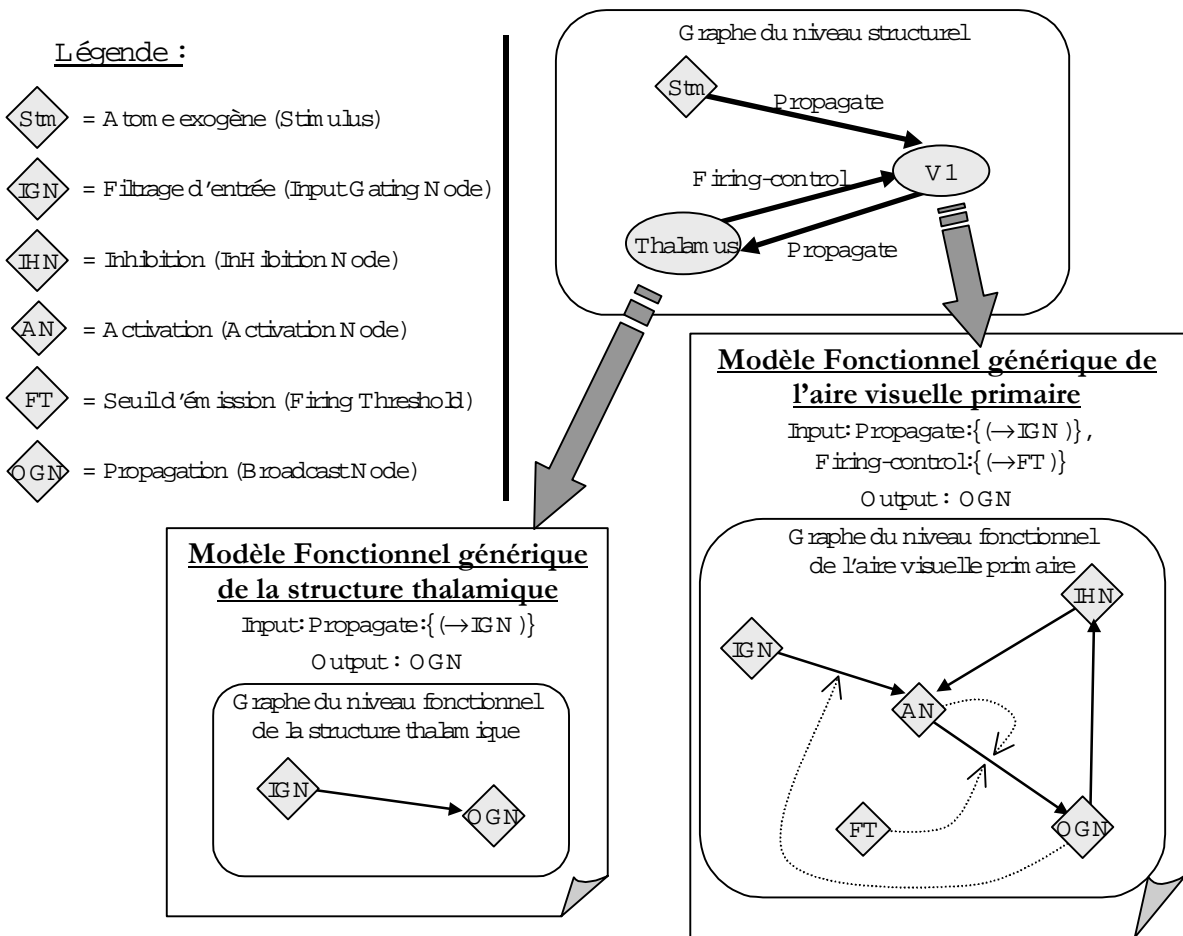 Légende :
Stm = Atome exogène (Stimulus)
IGN = Filtrage d'entrée (Input Gating Node)
IHN = Inhibition (InHibition Node)
AN = Activation (Activation Node)
FT = Seuil d'émission (Firing Threshold)
OGN = Propagation (Broadcast Node)
Graphe du niveau structurel
Stm
Propagate
Firing-control
V1
Thalamus
Propagate
Modèle Fonctionnel générique
de la structure thalamique
Input:Propagate:{(→IGN)}
Output : OGN
Graphe du niveau fonctionnel
de la structure thalamique
IGN
OGN
Modèle Fonctionnel générique de
l'aire visuelle primaire
Input:Propagate:{(→IGN)},
Firing-control:{(→FT)}
Output : OGN
Graphe du niveau fonctionnel
de l'aire visuelle primaire
IHN
IGN
AN
FT
OGN